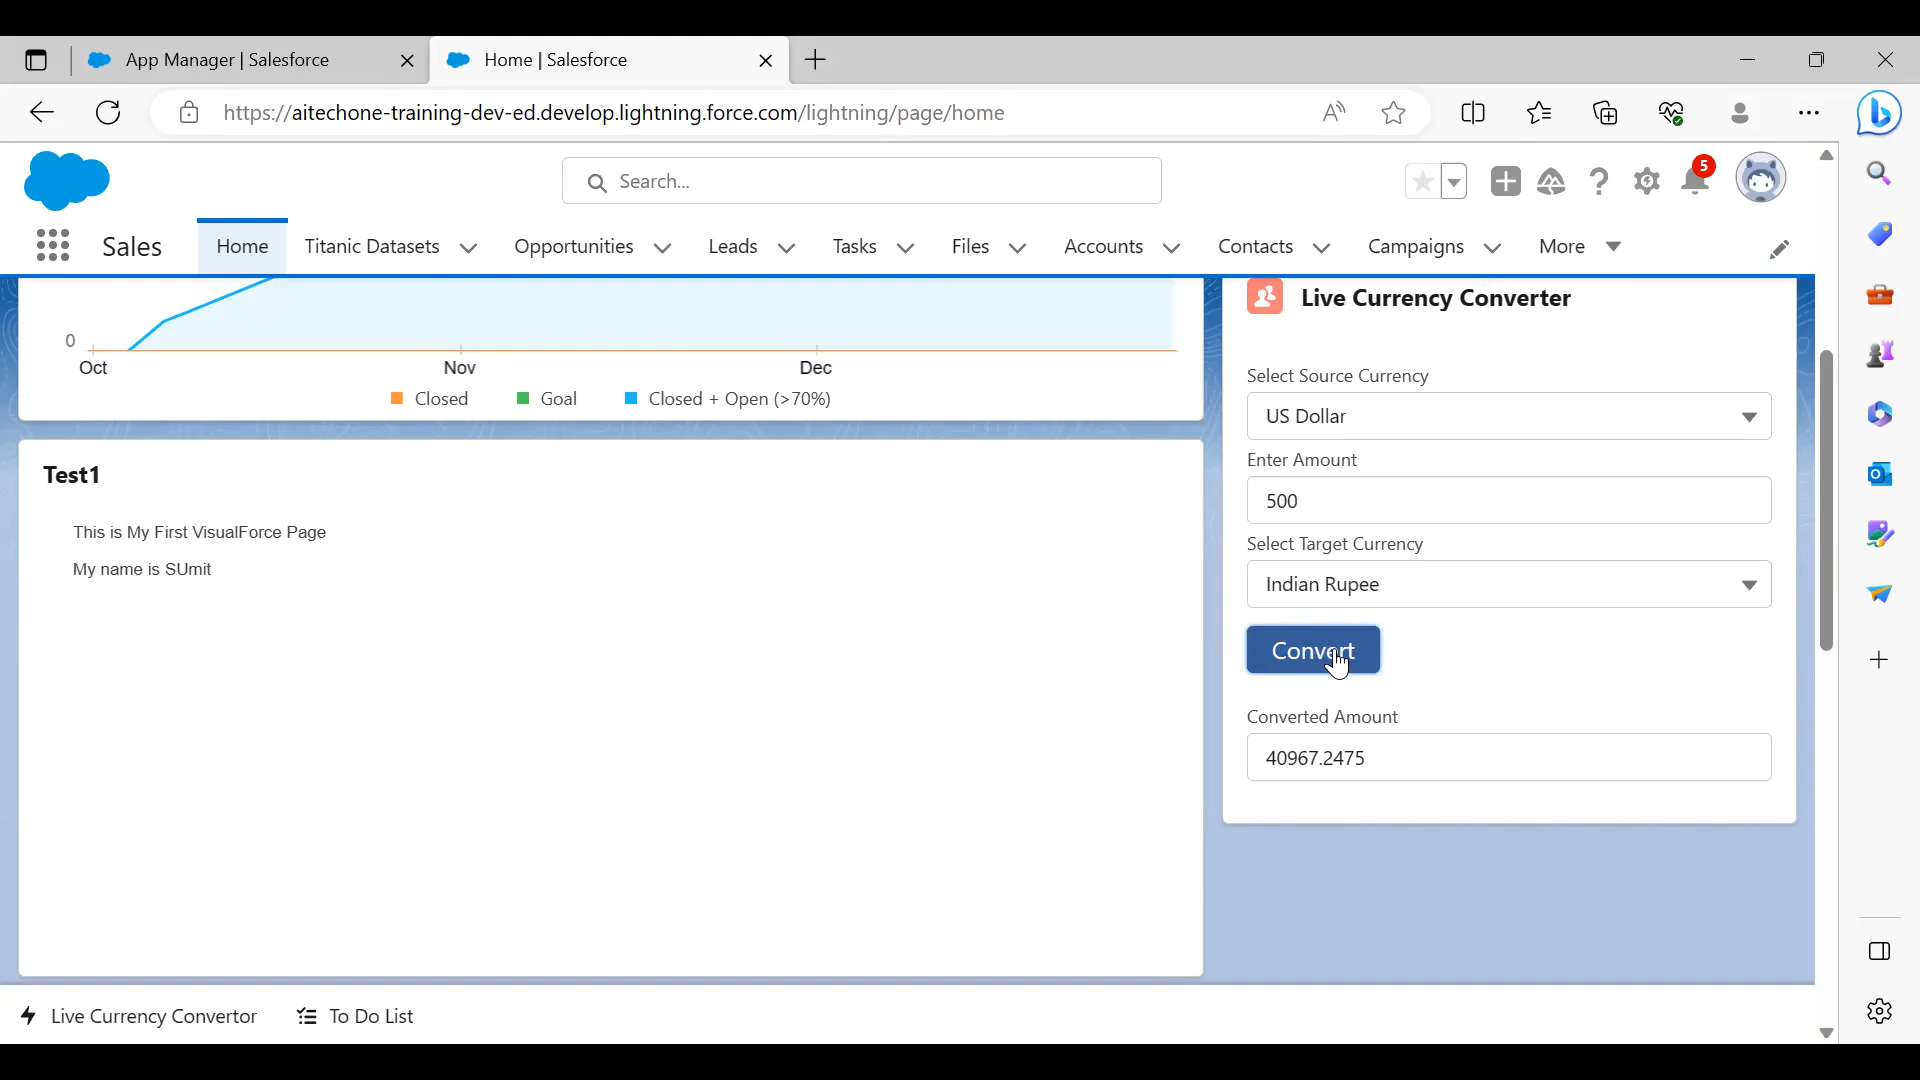 App Manager | Salesforce
Home | Salesforce
https://aitechone-training-dev-ed.develop.lightning.force.com/lightning/page/home
Search...
5
Sales
Home
Titanic Datasets
Opportunities
Leads
Tasks
Files
Accounts
Contacts
Campaigns
More
0
Oct
Nov
Dec
Closed
Goal
Closed + Open (>70%)
Test1
This is My First VisualForce Page
My name is SUmit
Live Currency Converter
Select Source Currency
US Dollar
Enter Amount
500
Select Target Currency
Indian Rupee
Convert
Converted Amount
40967.2475
Live Currency Convertor
To Do List